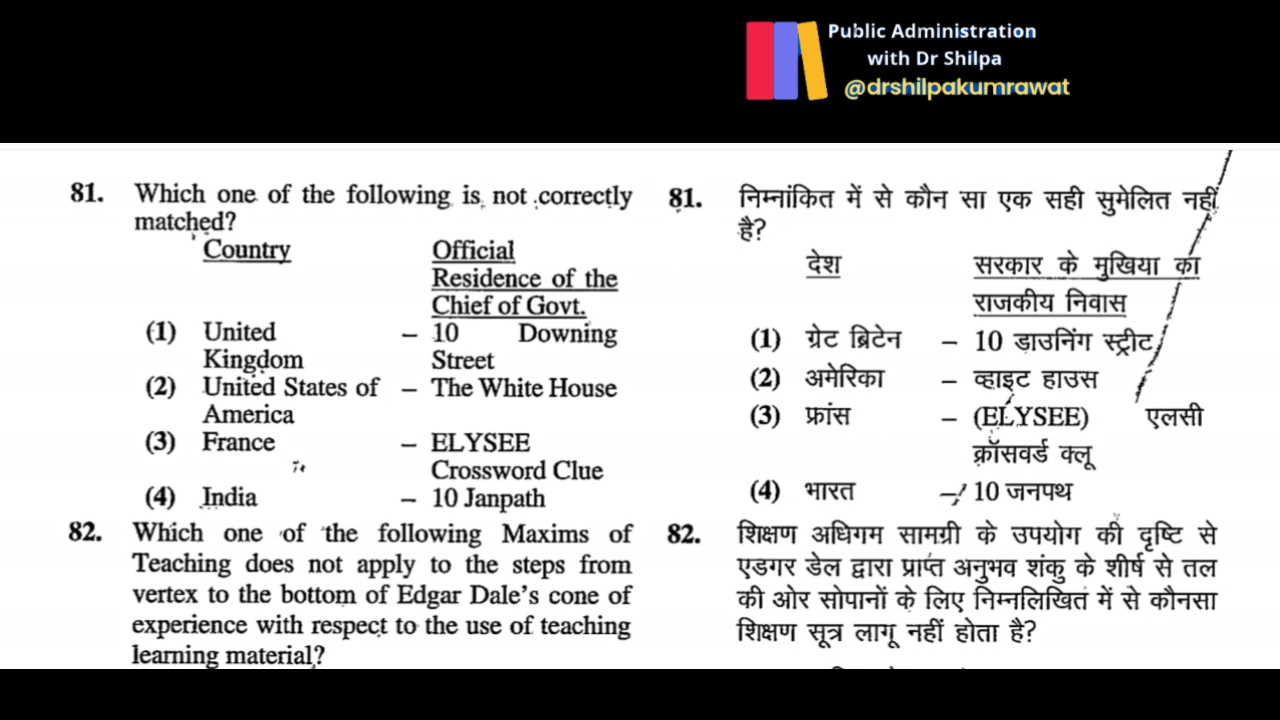 Public Administration
with Dr Shilpa
@drshilpakumrawat
81. Which one of the following is not correctly
matched?
Country Official
Residence of the
Chief of Govt.
(1) United – 10 Downing
Kingdom Street
(2) United States of – The White House
America
(3) France – ELYSEE
Crossword Clue
(4) India – 10 Janpath
82. Which one of the following Maxims of
Teaching does not apply to the steps from
vertex to the bottom of Edgar Dale's cone of
experience with respect to the use of teaching
learning material?
81. निम्नांकित में से कौन सा एक सही सुमेलित नहीं
है?
देश सरकार के मुखिया का
राजकीय निवास
(1) ग्रेट ब्रिटेन – 10 डाउनिंग स्ट्रीट
(2) अमेरिका – व्हाइट हाउस
(3) फ्रांस – (ELYSEE) एलसी
क्रॉसवर्ड क्लू
(4) भारत – 10 जनपथ
82. शिक्षण अधिगम सामग्री के उपयोग की दृष्टि से
एडगर डेल द्वारा प्राप्त अनुभव शंकु के शीर्ष से तल
की ओर सोपानों के लिए निम्नलिखित में से कौनसा
शिक्षण सूत्र लागू नहीं होता है?